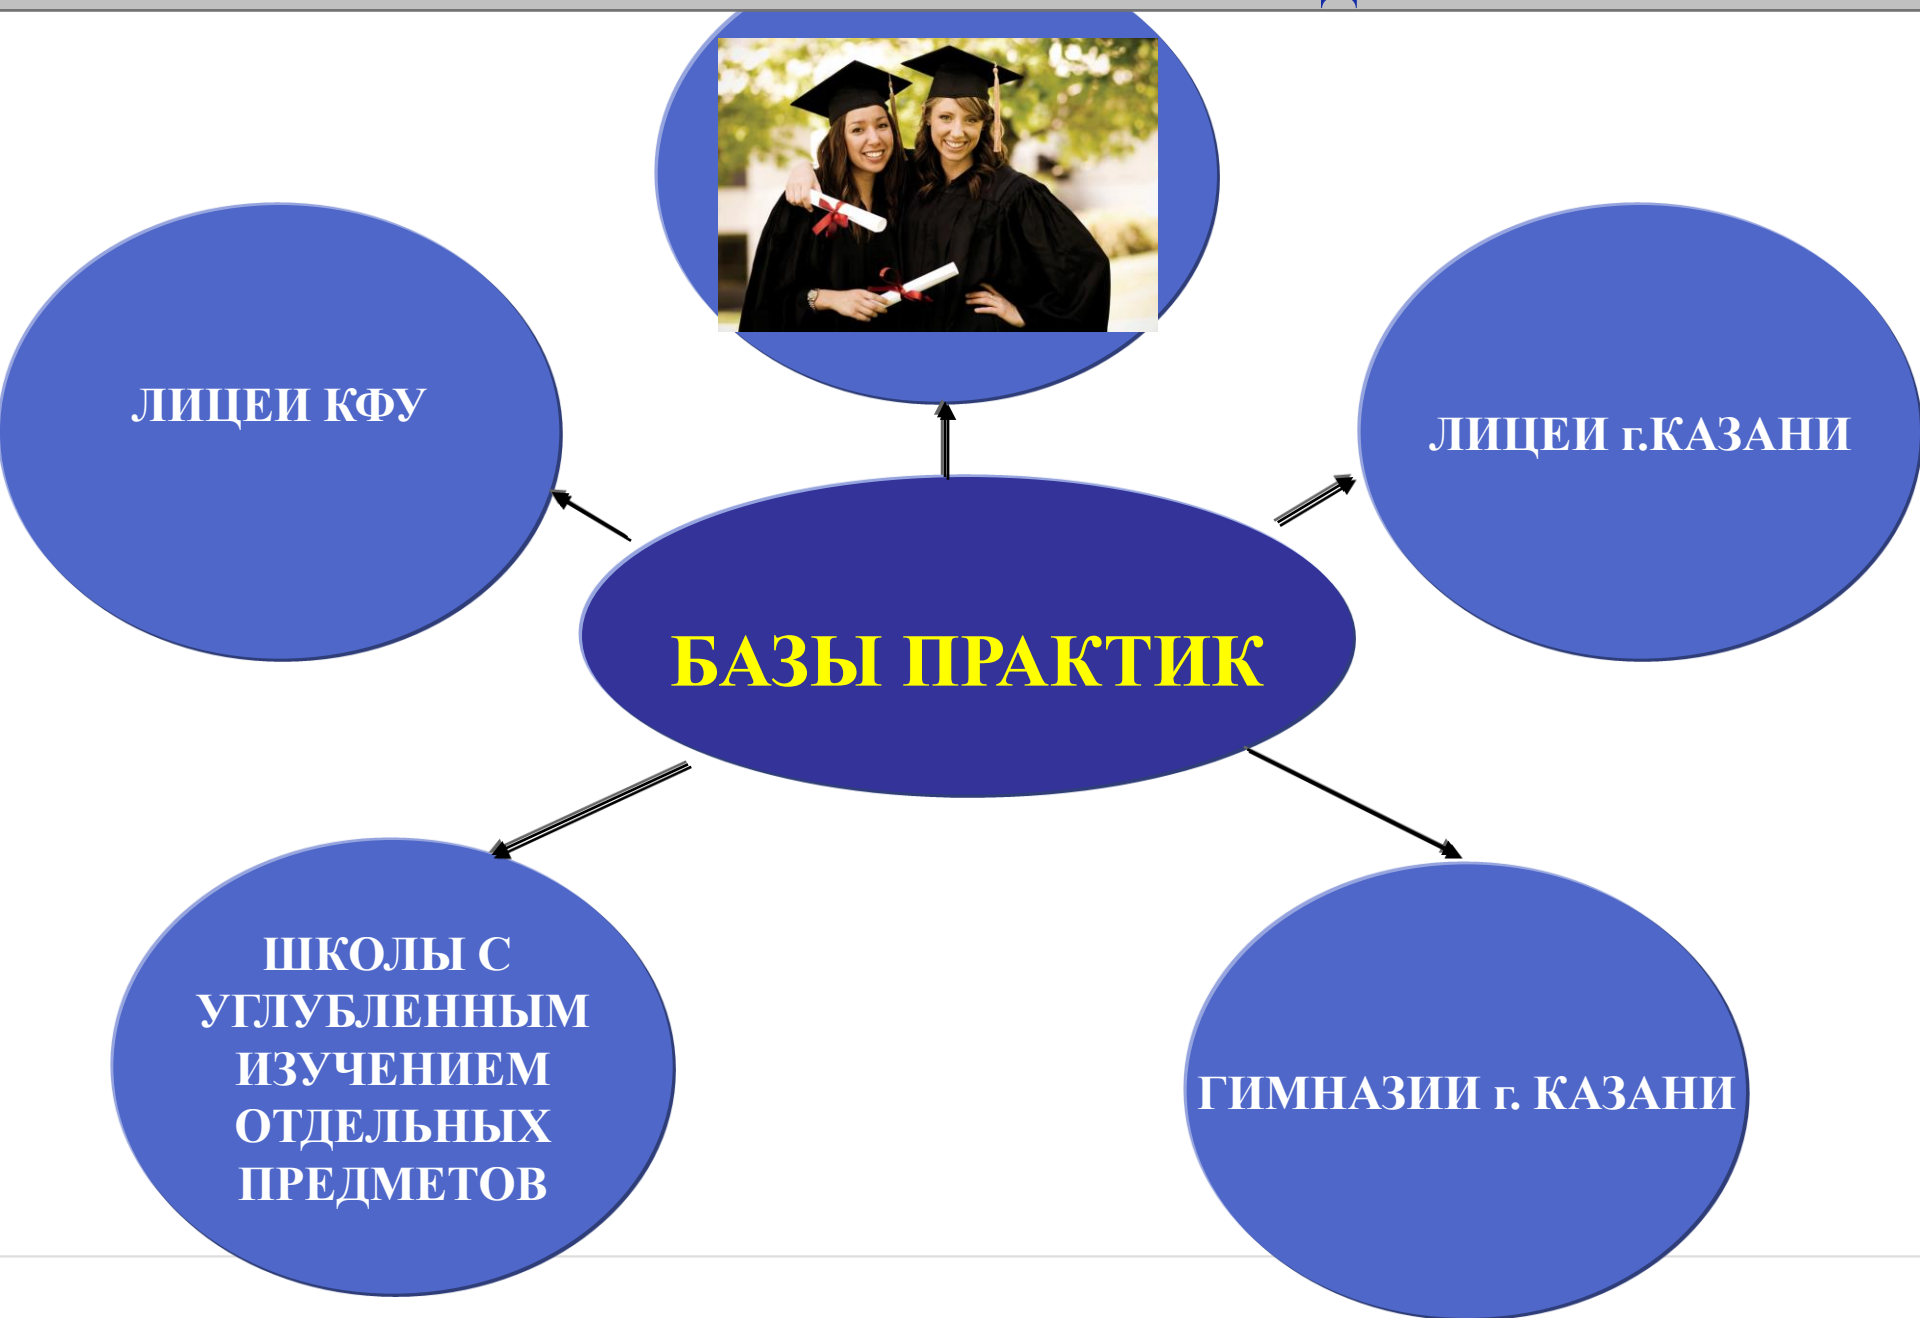 ЛИЦЕИ КФУ
ЛИЦЕИ г.КАЗАНИ
БАЗЫ ПРАКТИК
ШКОЛЫ С
УГЛУБЛЕННЫМ
ИЗУЧЕНИЕМ
ОТДЕЛЬНЫХ
ПРЕДМЕТОВ
ГИМНАЗИИ г. КАЗАНИ